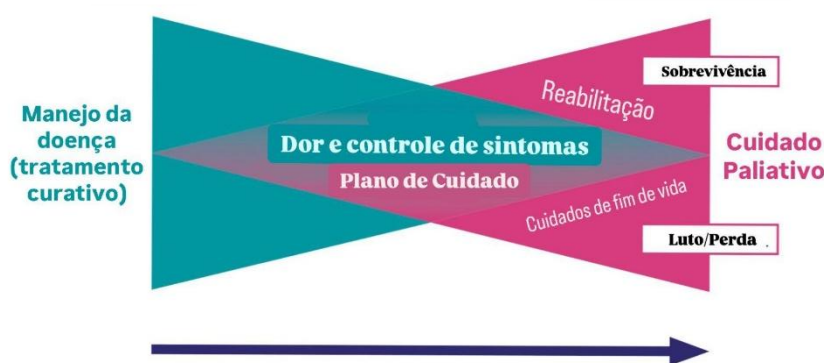 Manejo da
doença
(tratamento
curativo)
Dor e controle de sintomas
Plano de Cuidado
Reabilitação
Cuidados de fim de vida
Sobrevivência
Cuidado
Paliativo
Luto/Perda .